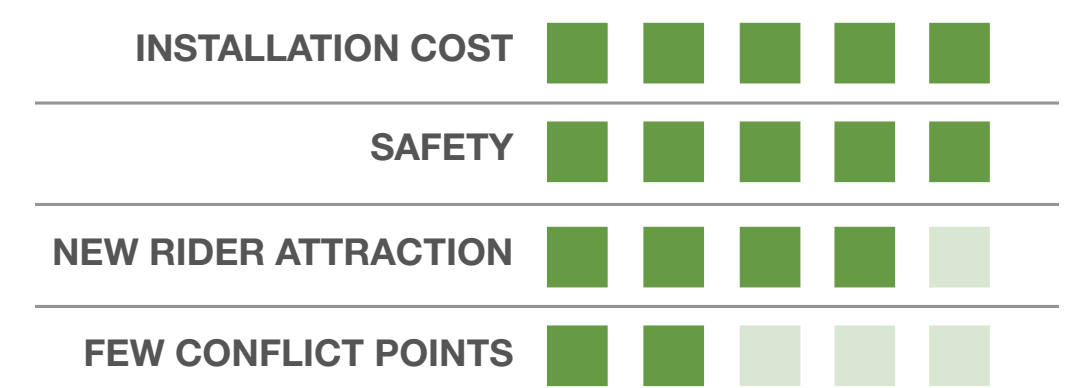 INSTALLATION COST
SAFETY
NEW RIDER ATTRACTION
FEW CONFLICT POINTS